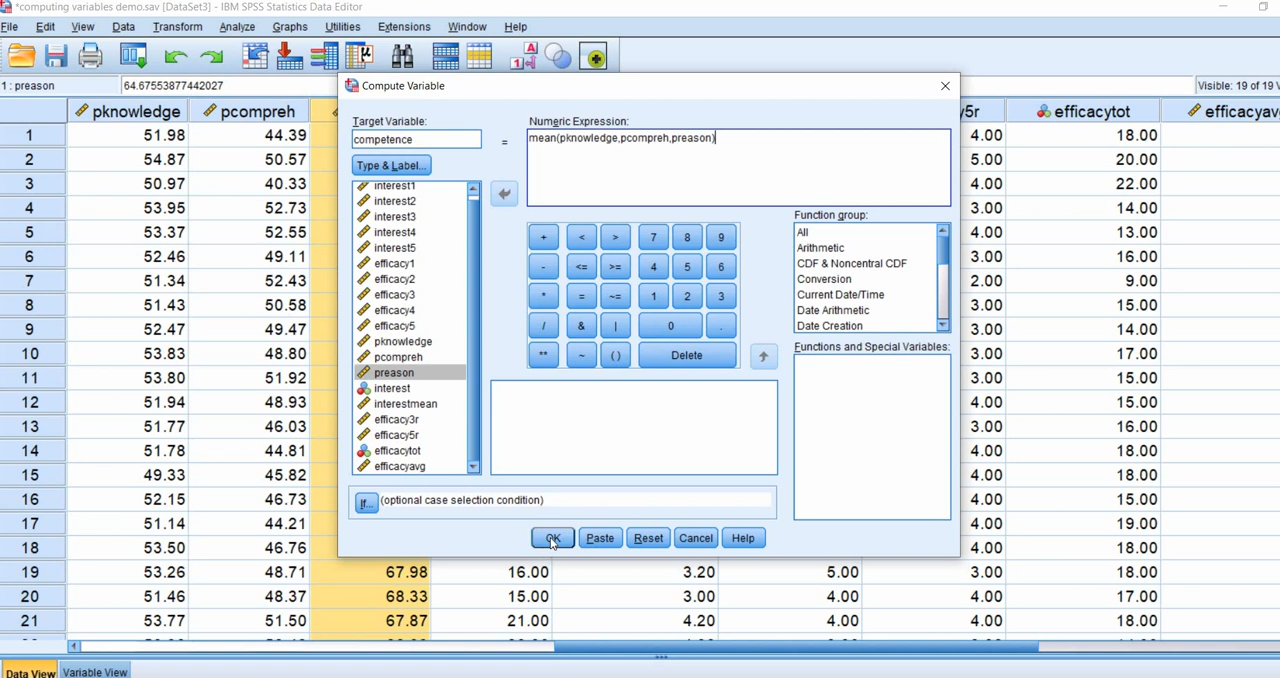 *computing variables demo.sav [DataSet3] - IBM SPSS Statistics Data Editor
File Edit View Data Transform Analyze Graphs Utilities Extensions Window Help
1 : preason 64.67553877442027 Visible: 19 of 19 V
pknowledge pcompreh y5r efficacytot efficacyav
1 51.98 44.39 4.00 18.00
2 54.87 50.57 5.00 20.00
3 50.97 40.33 4.00 22.00
4 53.95 52.73 3.00 14.00
5 53.37 52.55 4.00 13.00
6 52.46 49.11 3.00 16.00
7 51.34 52.43 2.00 9.00
8 51.43 50.58 3.00 15.00
9 52.47 49.47 3.00 14.00
10 53.83 48.80 3.00 17.00
11 53.80 51.92 3.00 15.00
12 51.94 48.93 4.00 15.00
13 51.77 46.03 3.00 16.00
14 51.78 44.81 4.00 18.00
15 49.33 45.82 4.00 18.00
16 52.15 46.73 4.00 15.00
17 51.14 44.21 4.00 19.00
18 53.50 46.76 4.00 18.00
19 53.26 48.71 67.98 16.00 3.20 5.00 3.00 18.00
20 51.46 48.37 68.33 15.00 3.00 4.00 4.00 17.00
21 53.77 51.50 67.87 21.00 4.20 4.00 4.00 18.00
Data View Variable View
Compute Variable
Target Variable:
competence
=
Numeric Expression:
mean(pknowledge,pcompreh,preason)
Type & Label...
interest1
interest2
interest3
interest4
interest5
efficacy1
efficacy2
efficacy3
efficacy4
efficacy5
pknowledge
pcompreh
preason
interest
interestmean
efficacy3r
efficacy5r
efficacytot
efficacyavg
+ < > 7 8 9
- <= >= 4 5 6
* = ~= 1 2 3
/ & | 0 .
** ~ ( ) Delete
Function group:
All
Arithmetic
CDF & Noncentral CDF
Conversion
Current Date/Time
Date Arithmetic
Date Creation
Functions and Special Variables:
If... (optional case selection condition)
OK Paste Reset Cancel Help